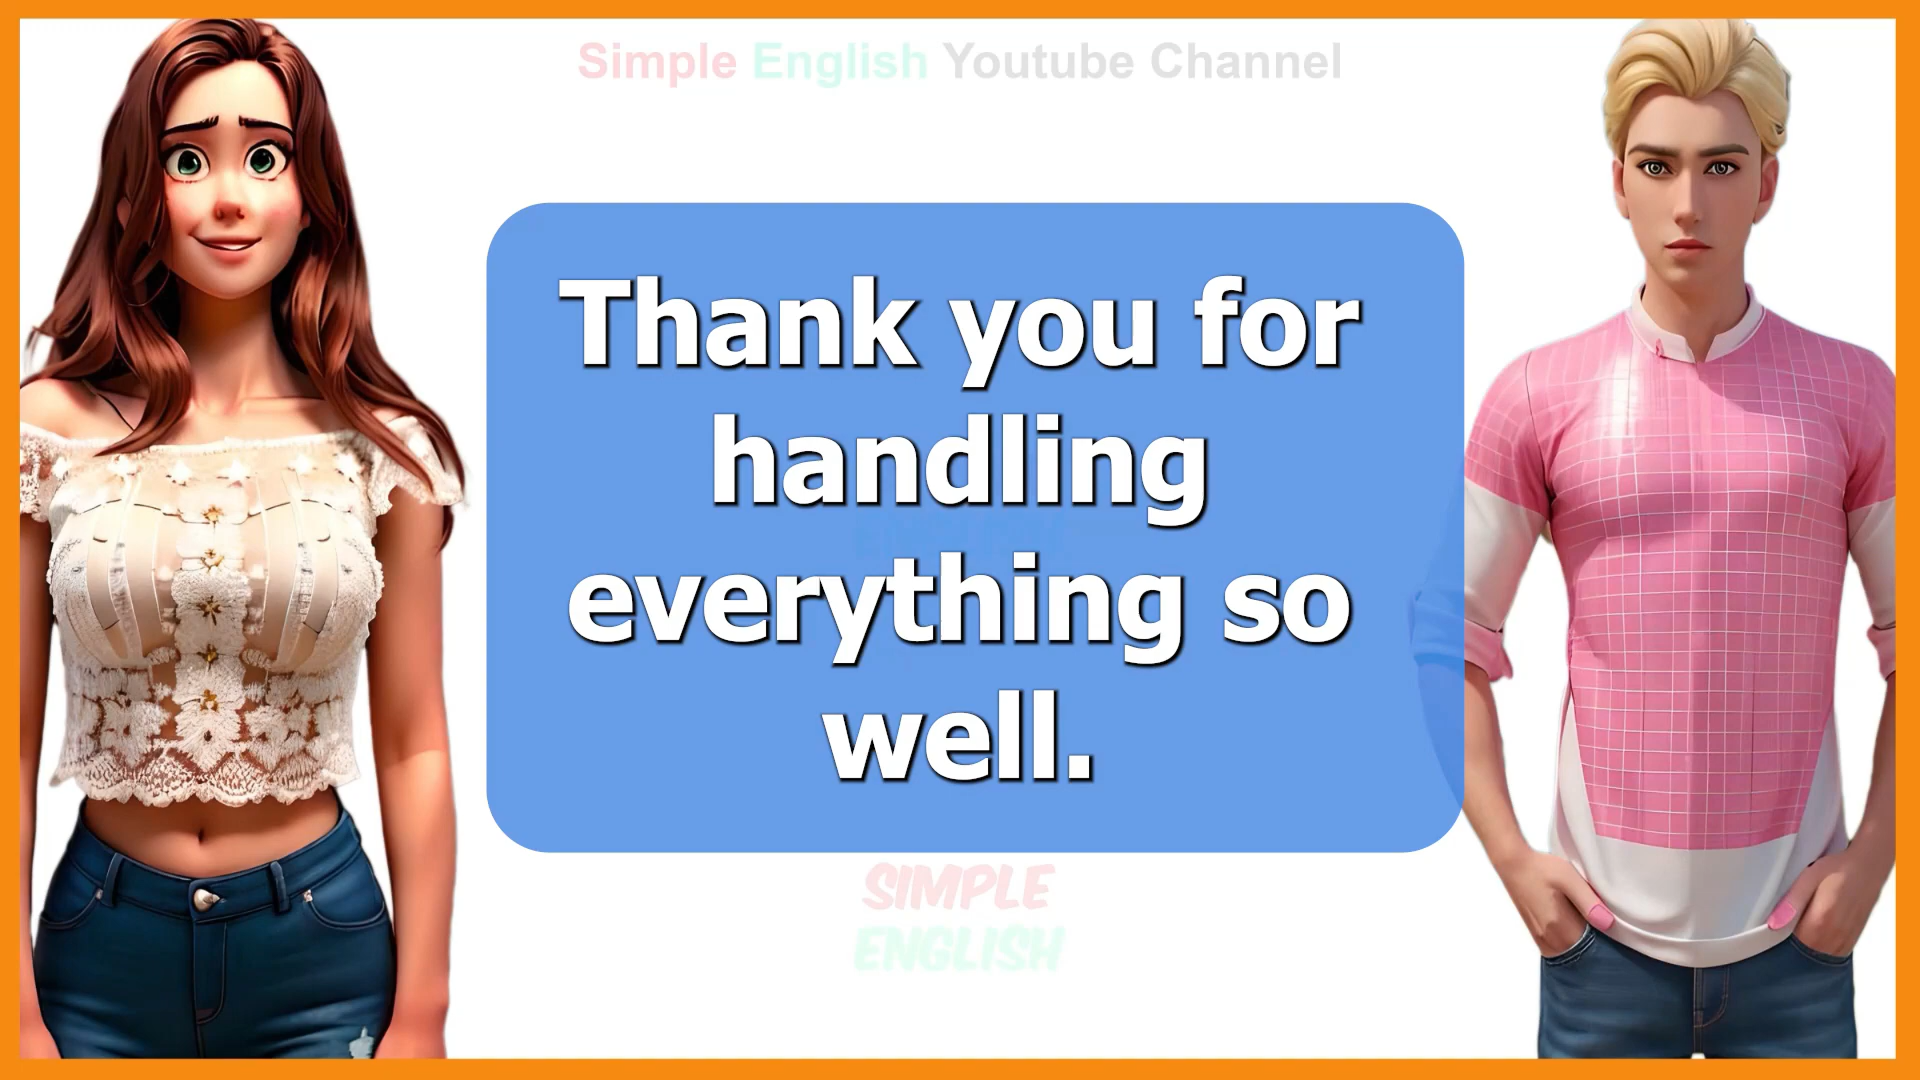 Simple English Youtube Channel
Thank you for
handling
everything so
well.
SIMPLE
ENGLISH